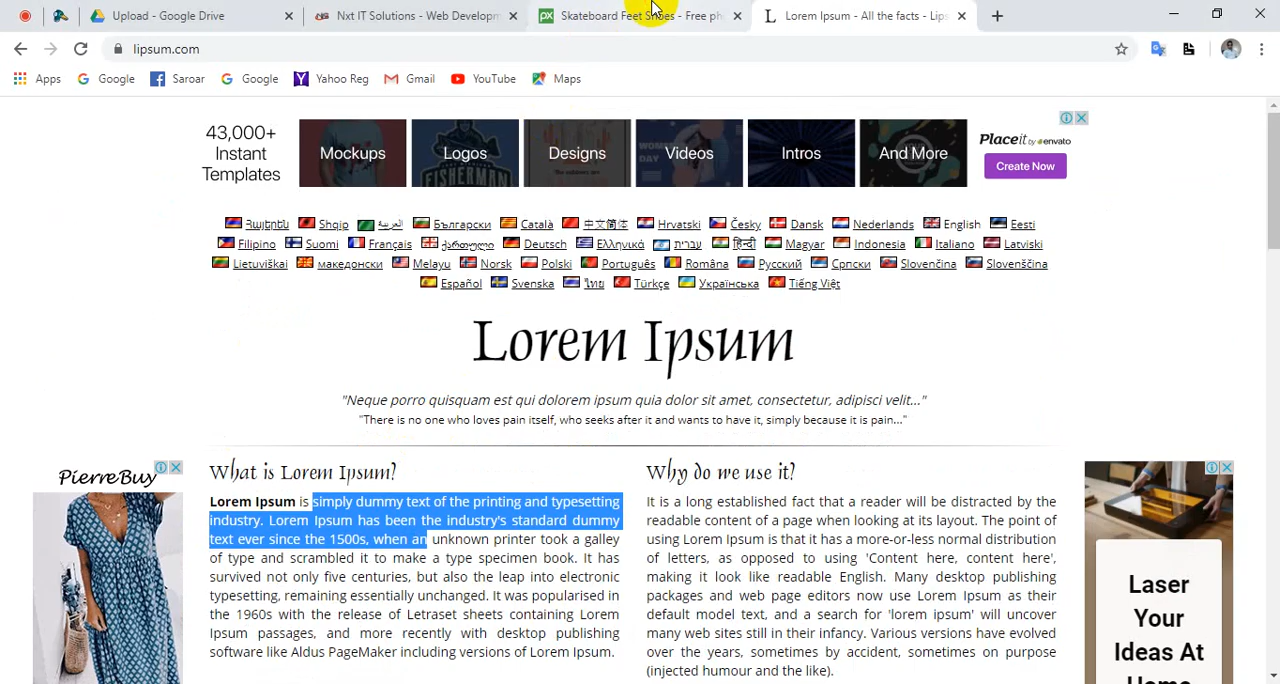 Upload - Google Drive
Nxt IT Solutions - Web Developm
Skateboard Feet Shoes - Free ph
Lorem Ipsum - All the facts - Lips
lipsum.com
Apps Google Saroar Google Yahoo Reg Gmail YouTube Maps
43,000+
Instant
Templates
Mockups
Logos
FISHERMAN
Designs
Videos
Intros
And More
Placeit by envato
Create Now
Հայերեն Shqip العربية Български Català 中文简体 Hrvatski Česky Dansk Nederlands English Eesti
Filipino Suomi Français ქართული Deutsch Ελληνικά עברית हिन्दी Magyar Indonesia Italiano Latviski
Lietuviškai македонски Melayu Norsk Polski Português Româna Русский Српски Slovenčina Slovenščina
Español Svenska ไทย Türkçe Українська Tiếng Việt
Lorem Ipsum
"Neque porro quisquam est qui dolorem ipsum quia dolor sit amet, consectetur, adipisci velit..."
"There is no one who loves pain itself, who seeks after it and wants to have it, simply because it is pain..."
PierreBuy
What is Lorem Ipsum?
Lorem Ipsum is simply dummy text of the printing and typesetting
industry. Lorem Ipsum has been the industry's standard dummy
text ever since the 1500s, when an unknown printer took a galley
of type and scrambled it to make a type specimen book. It has
survived not only five centuries, but also the leap into electronic
typesetting, remaining essentially unchanged. It was popularised in
the 1960s with the release of Letraset sheets containing Lorem
Ipsum passages, and more recently with desktop publishing
software like Aldus PageMaker including versions of Lorem Ipsum.
Why do we use it?
It is a long established fact that a reader will be distracted by the
readable content of a page when looking at its layout. The point of
using Lorem Ipsum is that it has a more-or-less normal distribution
of letters, as opposed to using 'Content here, content here',
making it look like readable English. Many desktop publishing
packages and web page editors now use Lorem Ipsum as their
default model text, and a search for 'lorem ipsum' will uncover
many web sites still in their infancy. Various versions have evolved
over the years, sometimes by accident, sometimes on purpose
(injected humour and the like).
Laser
Your
Ideas At
Home